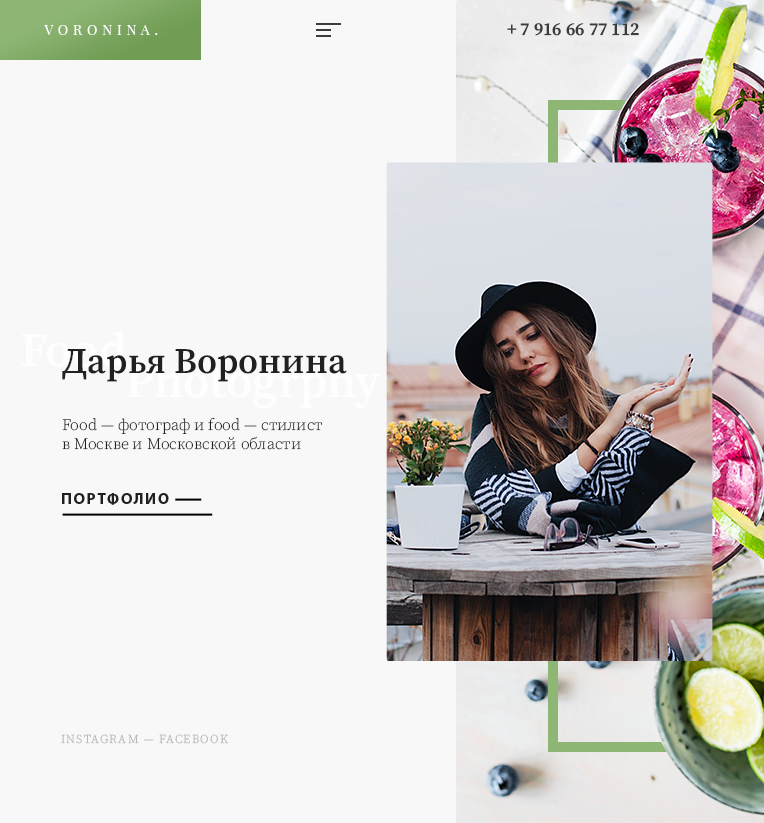 VORONINA.
+ 7 916 66 77 112
Food
Дарья Воронина
Photogrphy
Food — фотограф и food — стилист
в Москве и Московской области
ПОРТФОЛИО —
INSTAGRAM — FACEBOOK